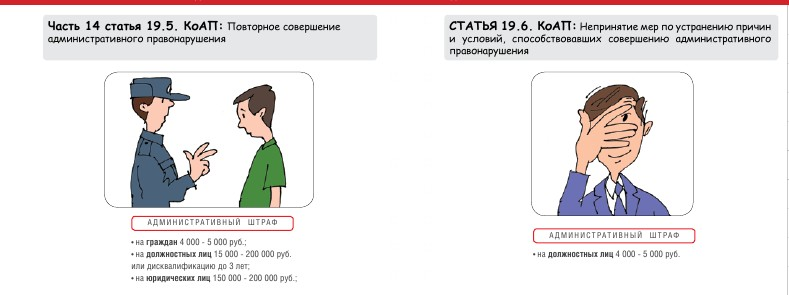 Часть 14 статья 19.5. КоАП: Повторное совершение
административного правонарушения
АДМИНИСТРАТИВНЫЙ ШТРАФ
• на граждан 4 000 - 5 000 руб.;
• на должностных лиц 15 000 - 200 000 руб.
или дисквалификацию до 3 лет;
• на юридических лиц 150 000 - 200 000 руб.;
СТАТЬЯ 19.6. КоАП: Непринятие мер по устранению причин
и условий, способствовавших совершению административного
правонарушения
АДМИНИСТРАТИВНЫЙ ШТРАФ
• на должностных лиц 4 000 - 5 000 руб.